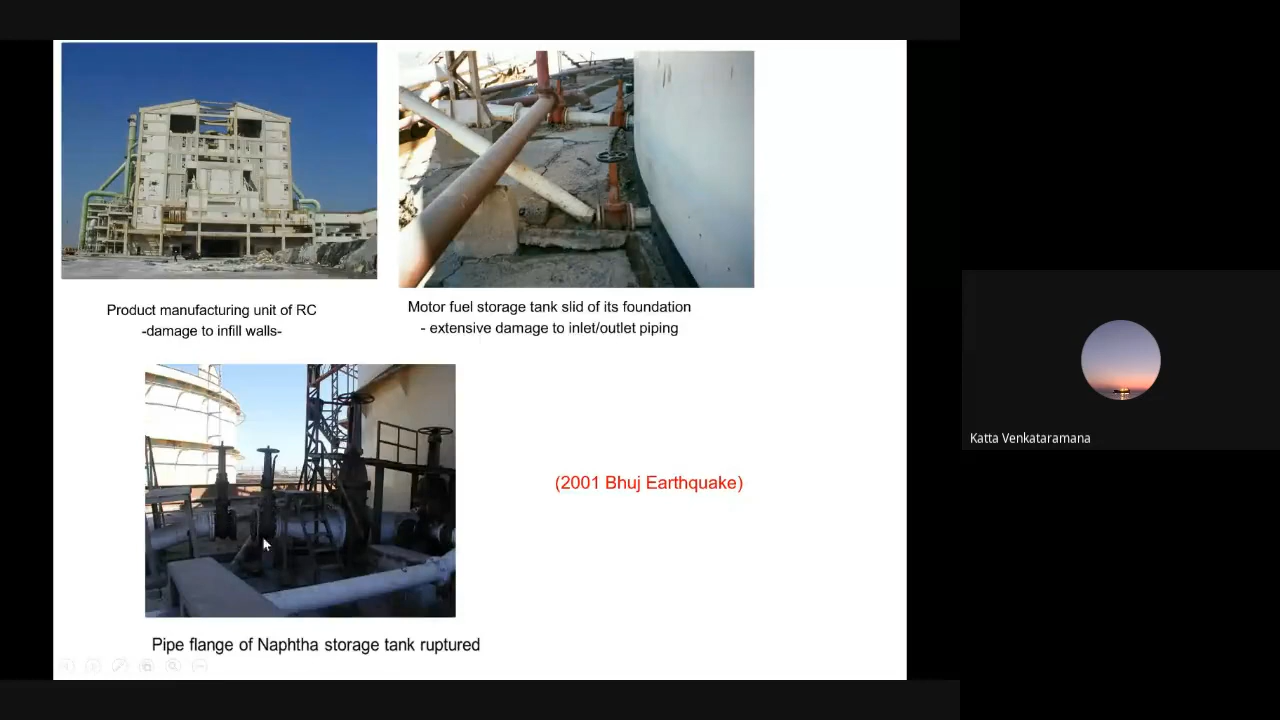 Product manufacturing unit of RC
-damage to infill walls-
Motor fuel storage tank slid of its foundation
- extensive damage to inlet/outlet piping
(2001 Bhuj Earthquake)
Pipe flange of Naphtha storage tank ruptured
Katta Venkataramana